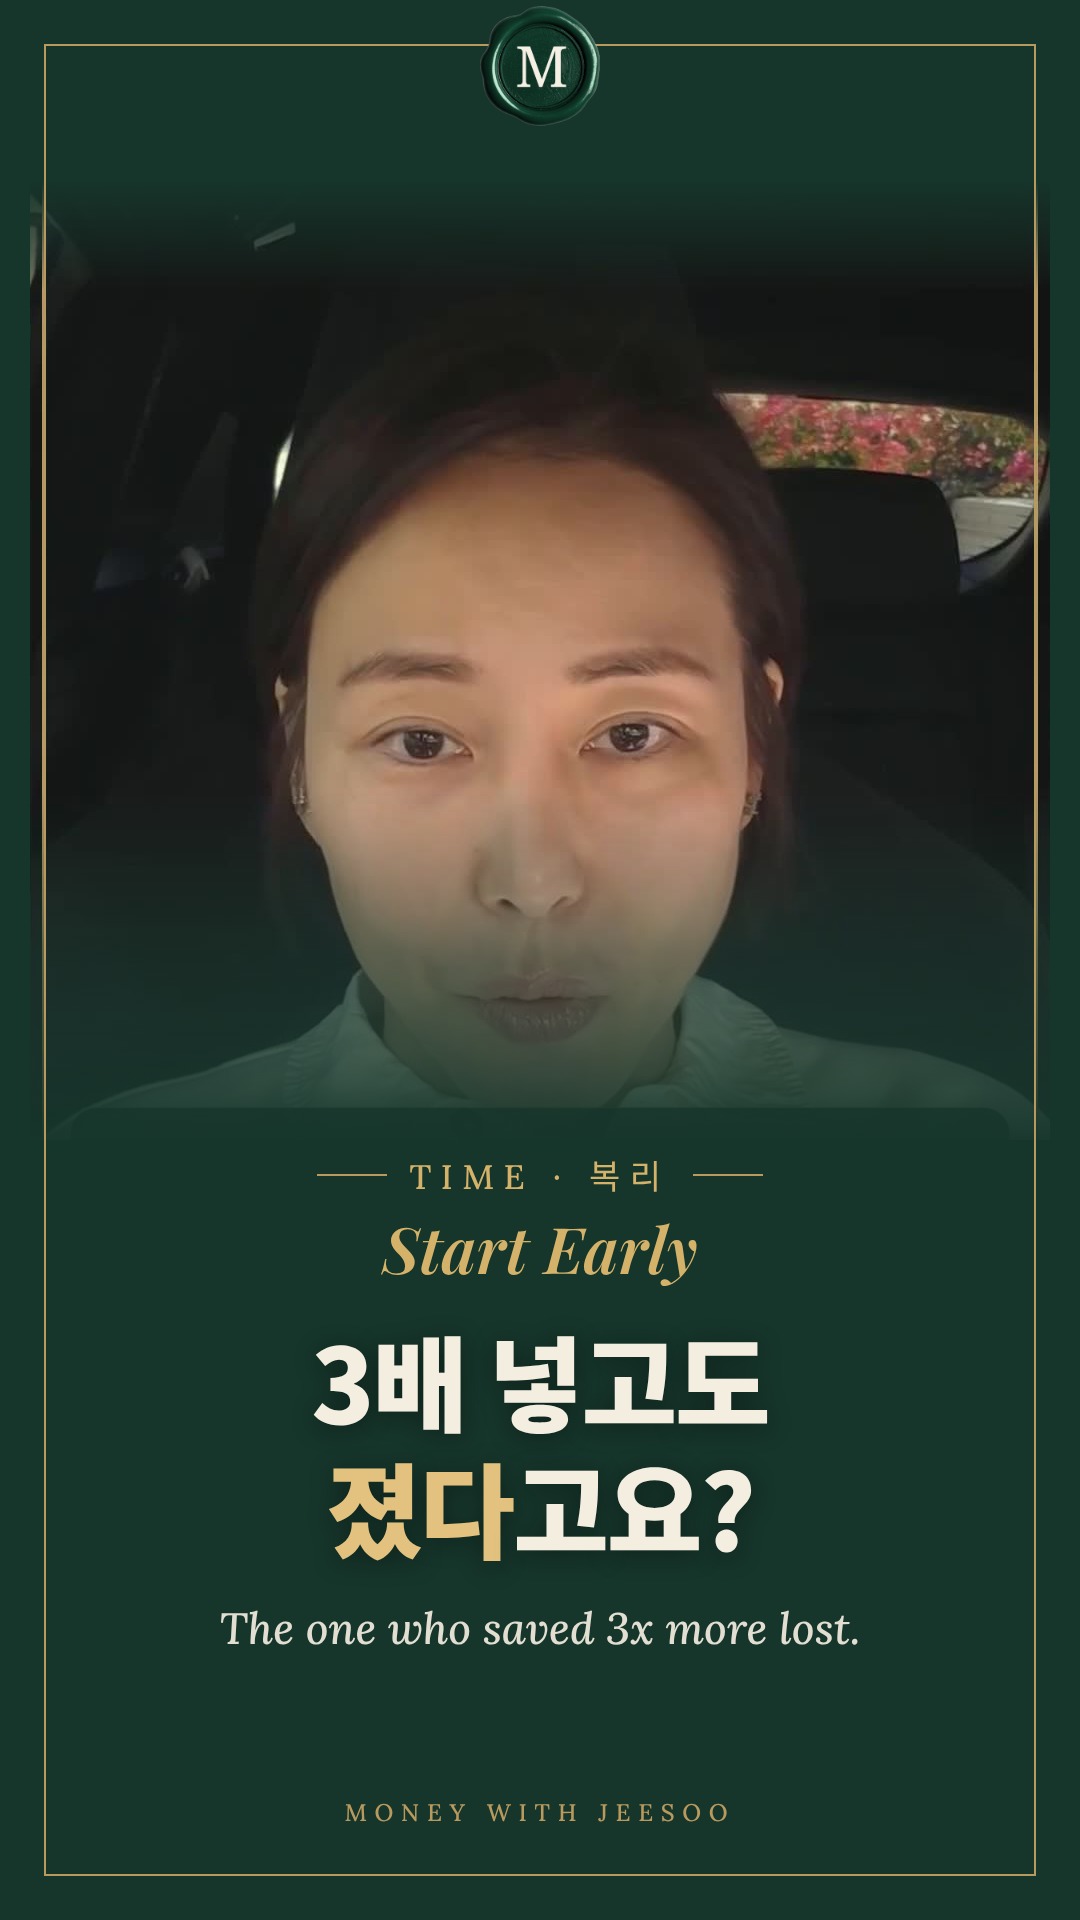 M
TIME · 복리
Start Early
3배 넣고도
졌다고요?
The one who saved 3x more lost.
MONEY WITH JEESOO